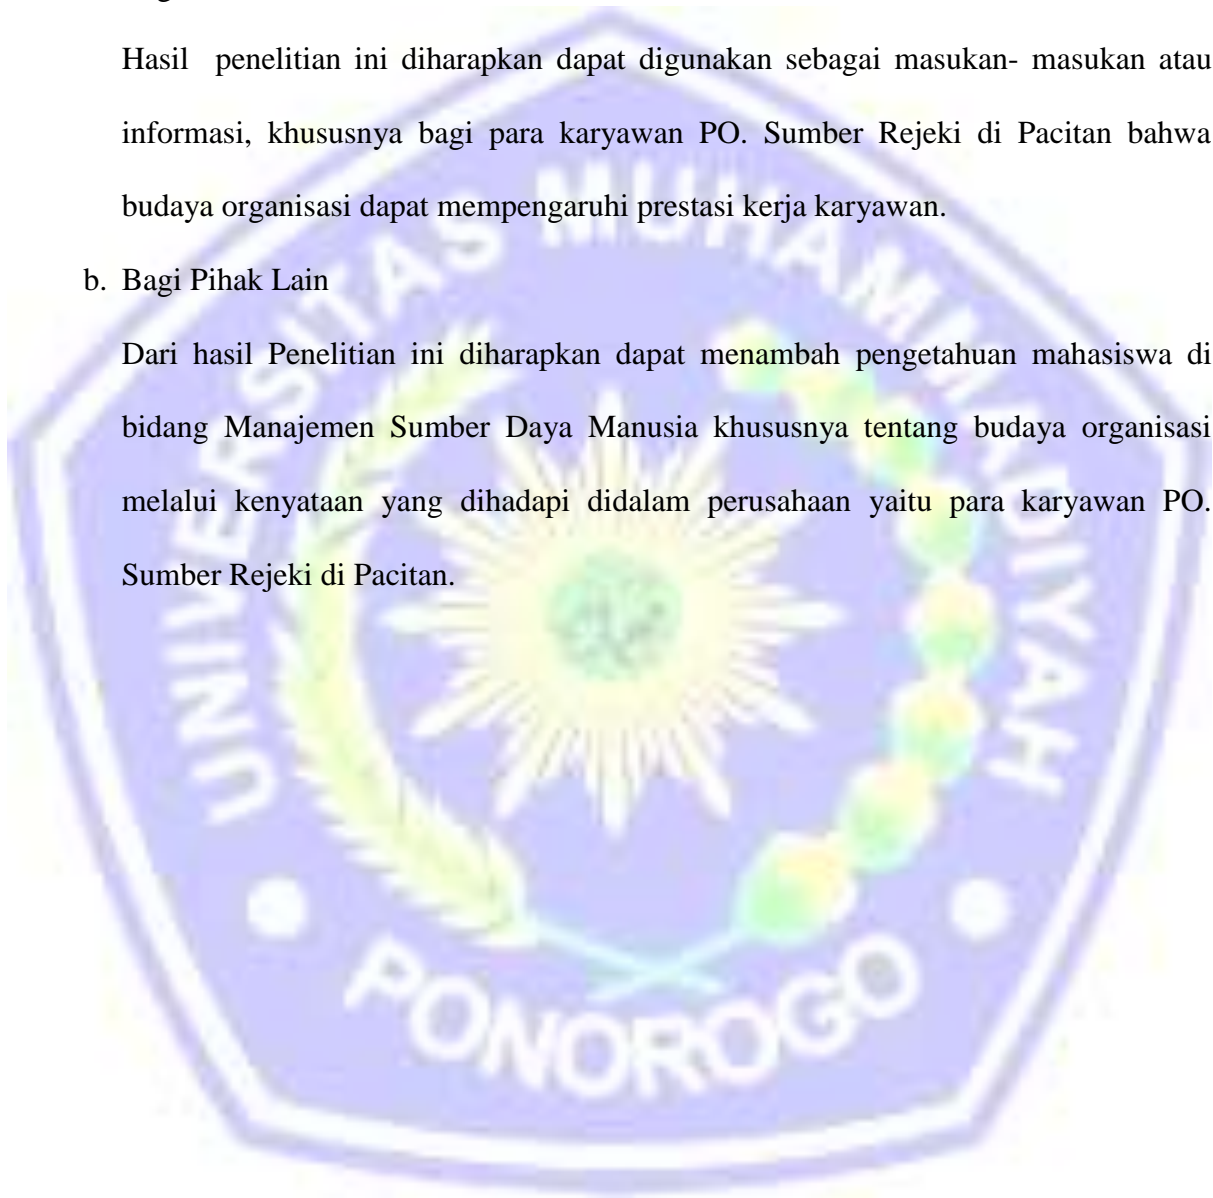 Hasil penelitian ini diharapkan dapat digunakan sebagai masukan- masukan atau
informasi, khususnya bagi para karyawan PO. Sumber Rejeki di Pacitan bahwa
budaya organisasi dapat mempengaruhi prestasi kerja karyawan.
b. Bagi Pihak Lain
Dari hasil Penelitian ini diharapkan dapat menambah pengetahuan mahasiswa di
bidang Manajemen Sumber Daya Manusia khususnya tentang budaya organisasi
melalui kenyataan yang dihadapi didalam perusahaan yaitu para karyawan PO.
Sumber Rejeki di Pacitan.
UNIVERSITAS MUHAMMADIYAH
PONOROGO